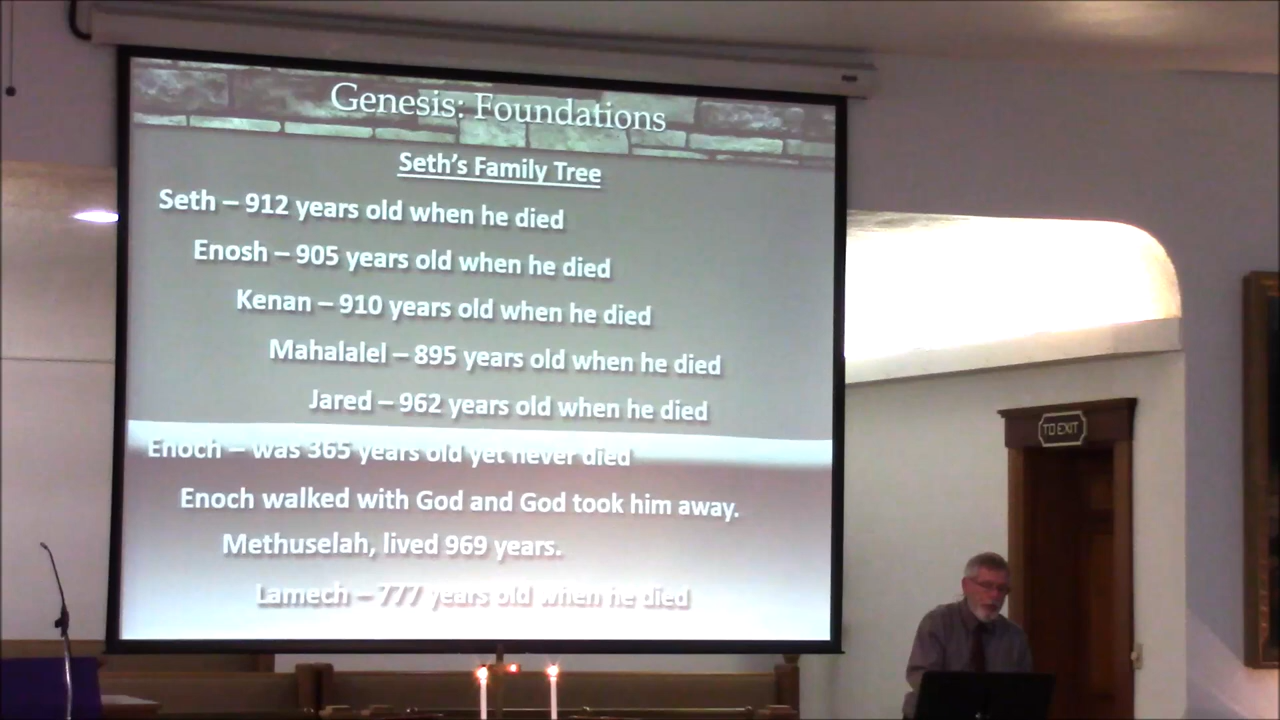 Genesis: Foundations
Seth's Family Tree
Seth – 912 years old when he died
Enosh – 905 years old when he died
Kenan – 910 years old when he died
Mahalalel – 895 years old when he died
Jared – 962 years old when he died
Enoch – was 365 years old yet never died
Enoch walked with God and God took him away.
Methuselah, lived 969 years.
Lamech – 777 years old when he died
TO EXIT